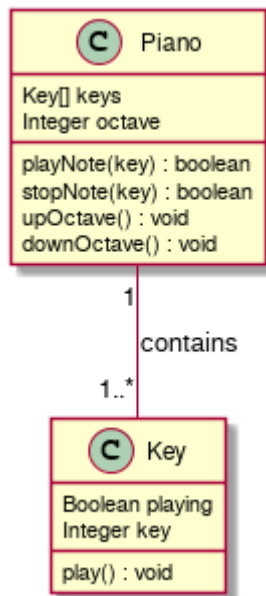 C Piano
Key[] keys
Integer octave
playNote(key) : boolean
stopNote(key) : boolean
upOctave() : void
downOctave() : void
1
contains
1..*
C Key
Boolean playing
Integer key
play() : void